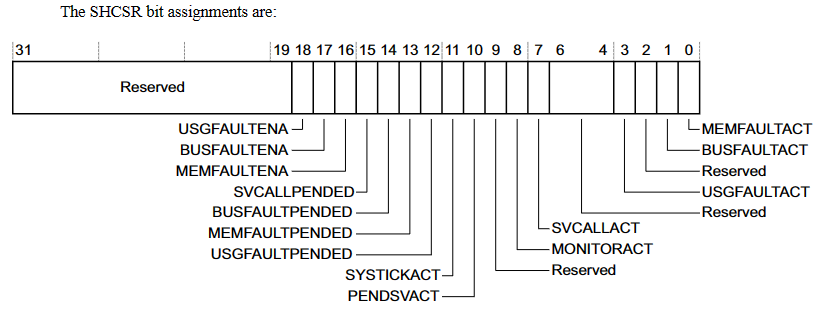 The SHCSR bit assignments are:
31 19 18 17 16 15 14 13 12 11 10 9 8 7 6 4 3 2 1 0
Reserved
USGFAULTENA MEMFAULTACT
BUSFAULTENA BUSFAULTACT
MEMFAULTENA Reserved
SVCALLPENDED USGFAULTACT
BUSFAULTPENDED Reserved
MEMFAULTPENDED SVCALLACT
USGFAULTPENDED MONITORACT
SYSTICKACT Reserved
PENDSVACT